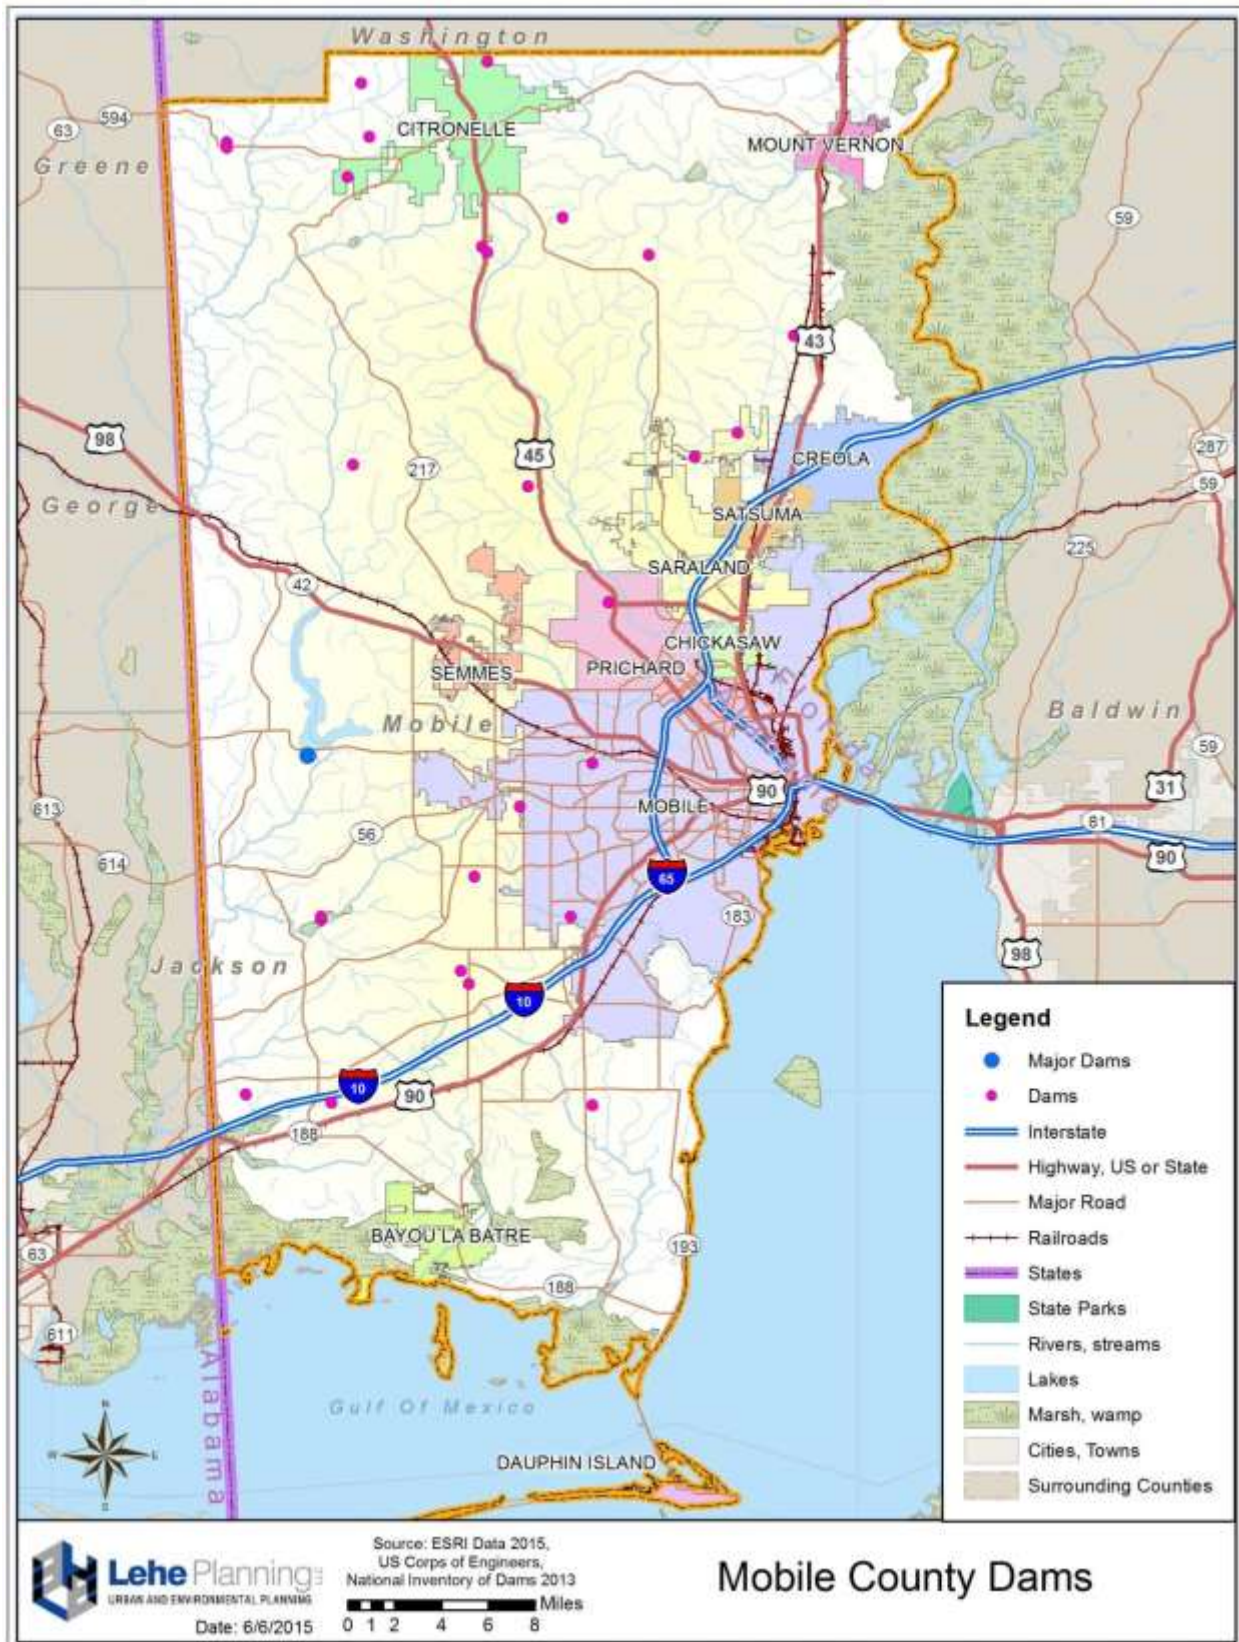 Washington
594
63
CITRONELLE
MOUNT VERNON
Greene
59
43
98
45
217
287
CREOLA
59
George
SATSUMA
225
SARALAND
42
CHICKASAW
SEMMES
PRICHARD
Florida
Mobile
Baldwin
59
90
31
613
MOBILE
61
56
90
614
65
183
Jackson
98
10
Legend
Major Dams
Dams
10
90
Interstate
188
Highway, US or State
Major Road
BAYOU LA BATRE
Railroads
63
193
States
188
State Parks
611
Rivers, streams
Alabama
Lakes
Gulf Of Mexico
Marsh, wamp
N
W E
S
Cities, Towns
DAUPHIN ISLAND
Surrounding Counties
Lehe Planning LLC
URBAN AND ENVIRONMENTAL PLANNING
Date: 6/6/2015
Source: ESRI Data 2015,
US Corps of Engineers,
National Inventory of Dams 2013
Miles
0 1 2 4 6 8
Mobile County Dams